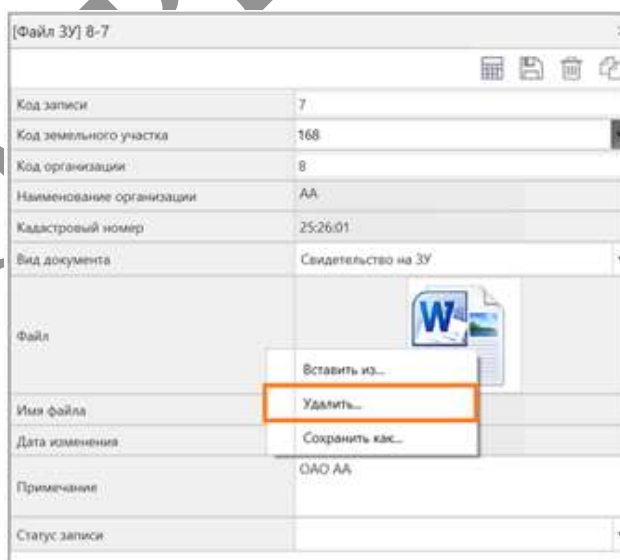 [Файл ЗУ] 8-7
Код записи 7
Код земельного участка 168
Код организации 8
Наименование организации АА
Кадастровый номер 25:26:01
Вид документа Свидетельство на ЗУ
Файл
W
Вставить из...
Имя файла Удалить...
Дата изменения Сохранить как...
Примечание ОАО АА
Статус записи